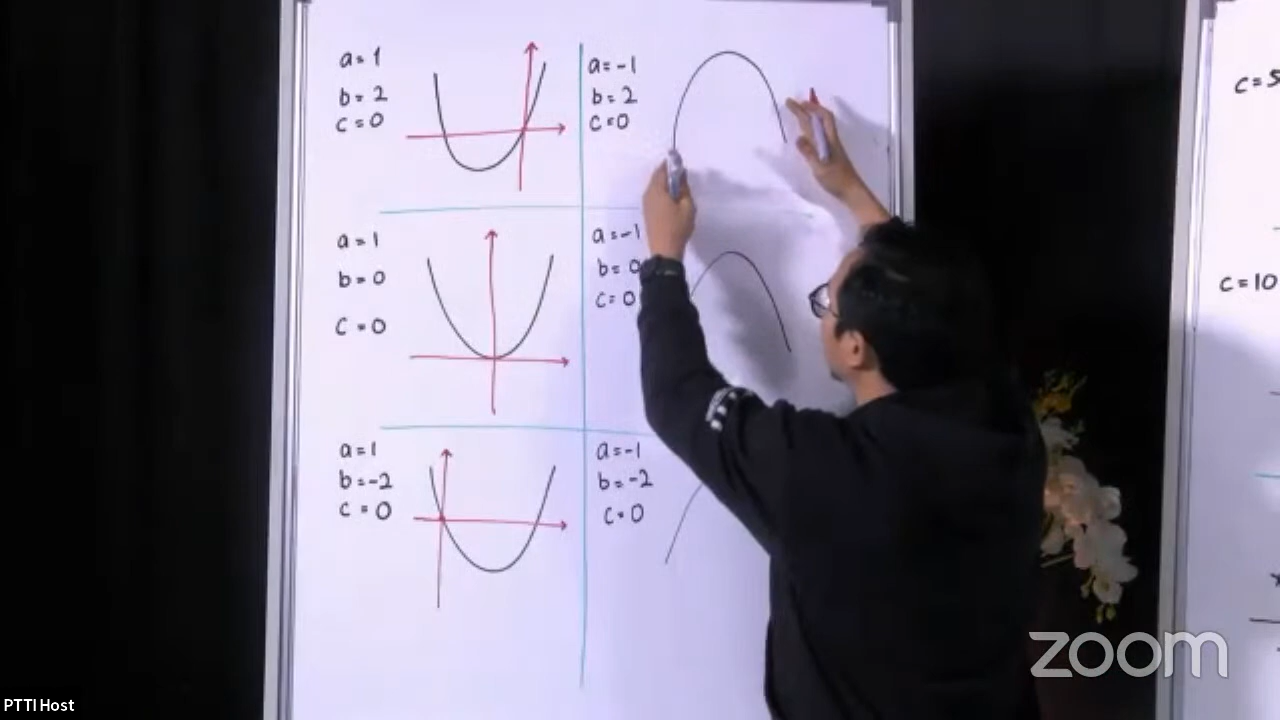 a=1
b=2
c=0
a=-1
b=2
c=0
a=1
b=0
c=0
a=-1
b=0
c=0
a=1
b=-2
c=0
a=-1
b=-2
c=0
c=5
c=10
zoom
PTTI Host